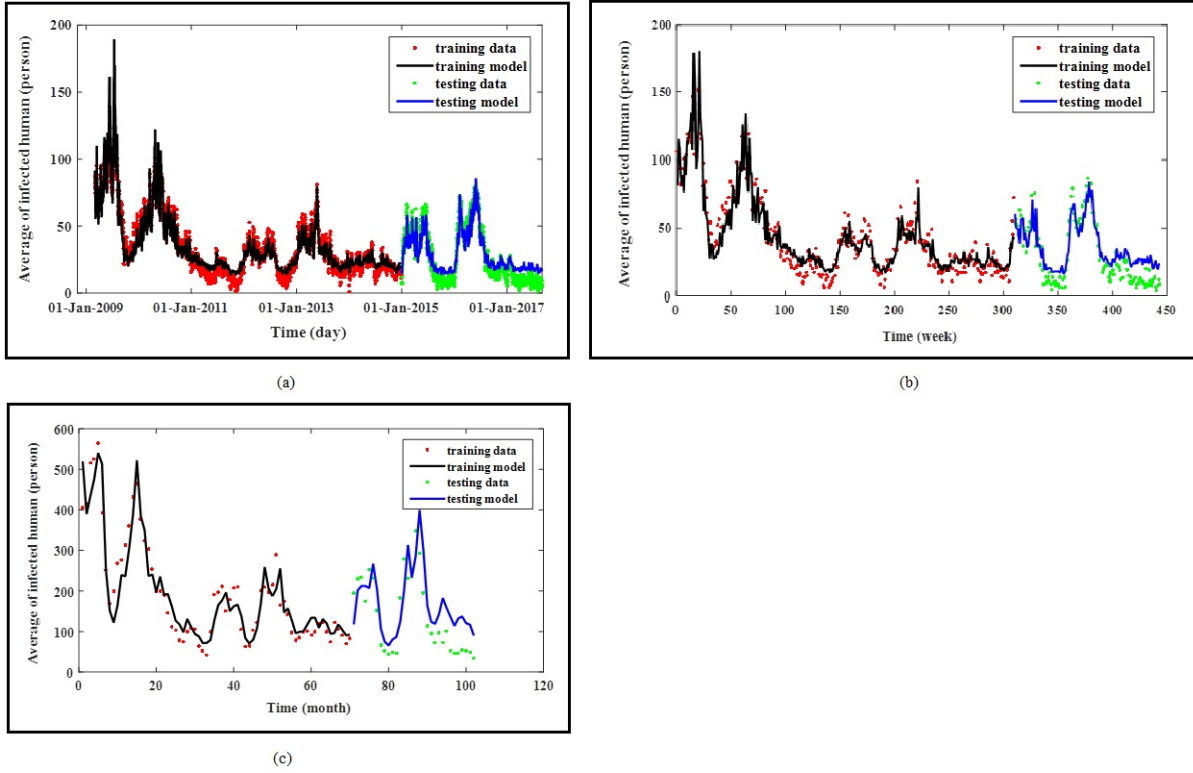 200
150
100
50
0
Average of infected human (person)
training data
training model
testing data
testing model
01-Jan-2009 01-Jan-2011 01-Jan-2013 01-Jan-2015 01-Jan-2017
Time (day)
(a)
200
150
100
50
0
Average of infected human (person)
training data
training model
testing data
testing model
0 50 100 150 200 250 300 350 400 450
Time (week)
(b)
600
500
400
300
200
100
0
Average of infected human (person)
training data
training model
testing data
testing model
0 20 40 60 80 100 120
Time (month)
(c)